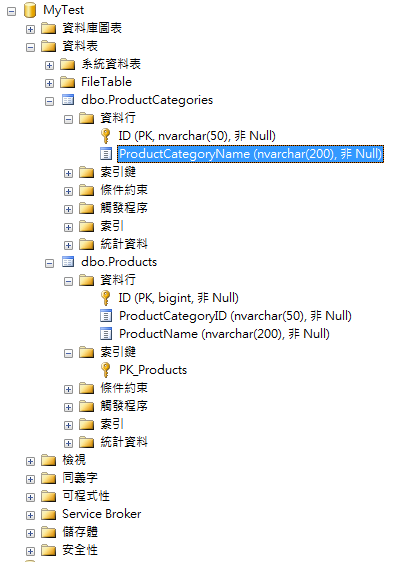 MyTest
資料庫圖表
資料表
系統資料表
FileTable
dbo.ProductCategories
資料行
ID (PK, nvarchar(50), 非 Null)
ProductCategoryName (nvarchar(200), 非 Null)
索引鍵
條件約束
觸發程序
索引
統計資料
dbo.Products
資料行
ID (PK, bigint, 非 Null)
ProductCategoryID (nvarchar(50), 非 Null)
ProductName (nvarchar(200), 非 Null)
索引鍵
PK_Products
條件約束
觸發程序
索引
統計資料
檢視
同義字
可程式性
Service Broker
儲存體
安全性